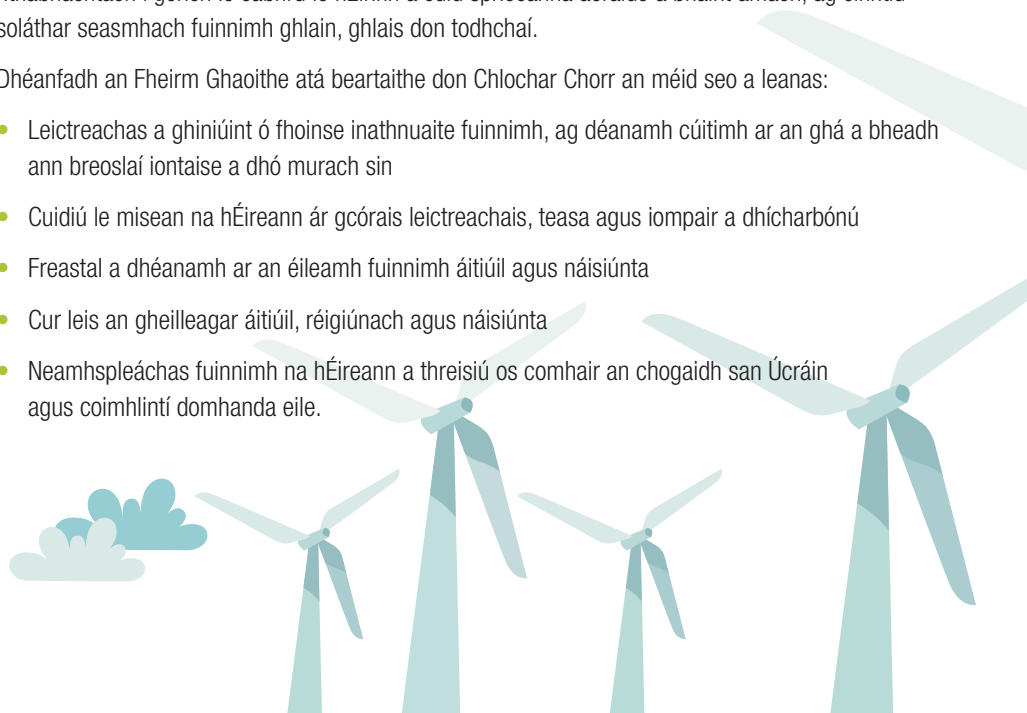 soláthar seasmhach fuinnimh ghlain, ghlais don todhchaí.
Dhéanfadh an Fheirm Ghaoithe atá beartaithe don Chlochar Chorr an méid seo a leanas:
• Leictreachas a ghiniúint ó fhoinse inathnuaite fuinnimh, ag déanamh cúitimh ar an ghá a bheadh
ann breoslaí iontaise a dhó murach sin
• Cuidiú le misean na hÉireann ár gcórais leictreachais, teasa agus iompair a dhícharbónú
• Freastal a dhéanamh ar an éileamh fuinnimh áitiúil agus náisiúnta
• Cur leis an gheilleagar áitiúil, réigiúnach agus náisiúnta
• Neamhspleáchas fuinnimh na hÉireann a threisiú os comhair an chogaidh san Úcráin
agus coimhlintí domhanda eile.